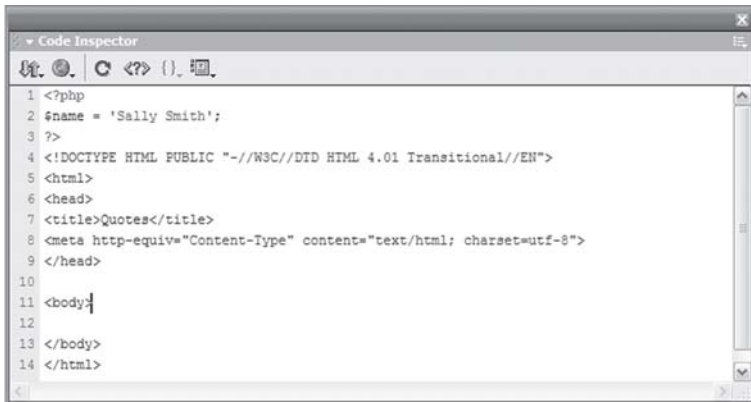 Code Inspector
1 <?php
2 $name = 'Sally Smith';
3 ?>
4 <!DOCTYPE HTML PUBLIC "-//W3C//DTD HTML 4.01 Transitional//EN">
5 <html>
6 <head>
7 <title>Quotes</title>
8 <meta http-equiv="Content-Type" content="text/html; charset=utf-8">
9 </head>
10
11 <body>
12
13 </body>
14 </html>